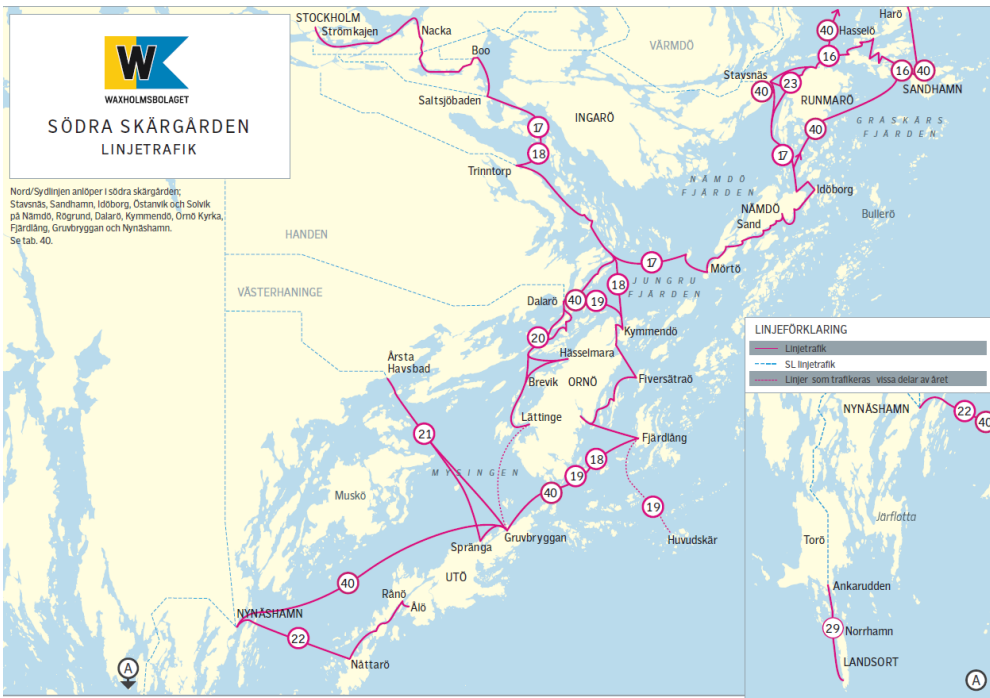 W
WAXHOLMSBOLAGET
SÖDRA SKÄRGÅRDEN
LINJETRAFIK
Nord/Sydlinjen anlöper i södra skärgården;
Stavsnäs, Sandhamn, Idöborg, Östanvik och Solvik
på Nämdö, Rögrund, Dalarö, Kymmendö, Ornö Kyrka,
Fjärdlång, Gruvbryggan och Nynäshamn.
Se tab. 40.
STOCKHOLM
Strömkajen
Nacka
Boo
Saltsjöbaden
VÄRMDÖ
INGARÖ
Harö
40
Hasselö
16
Stavsnäs
40
23
16
40
SANDHAMN
RUNMARÖ
40
GRÄSKÄRS
FJÄRDEN
17
18
Trinntorp
17
NÄMDÖ
FJÄRDEN
Idöborg
NÄMDÖ
Sand
Bullerö
HANDEN
17
Mörtö
18
JUNGRU
FJÄRDEN
VÄSTERHANINGE
Dalarö
40
19
20
Kymmendö
Hässelmara
Årsta
Havsbad
Brevik
ORNÖ
Fiversätraö
Lättinge
21
Fjärdlång
18
MYSINGEN
19
40
Muskö
19
Gruvbryggan
Huvudskär
Spränga
UTÖ
40
Rånö
Ålö
NYNÄSHAMN
22
Nåttarö
A
LINJEFÖRKLARING
Linjetrafik
SL linjetrafik
Linjer som trafikeras vissa delar av året
NYNÄSHAMN
22
40
Järflotta
Torö
Ankarudden
29
Norrhamn
LANDSORT
A